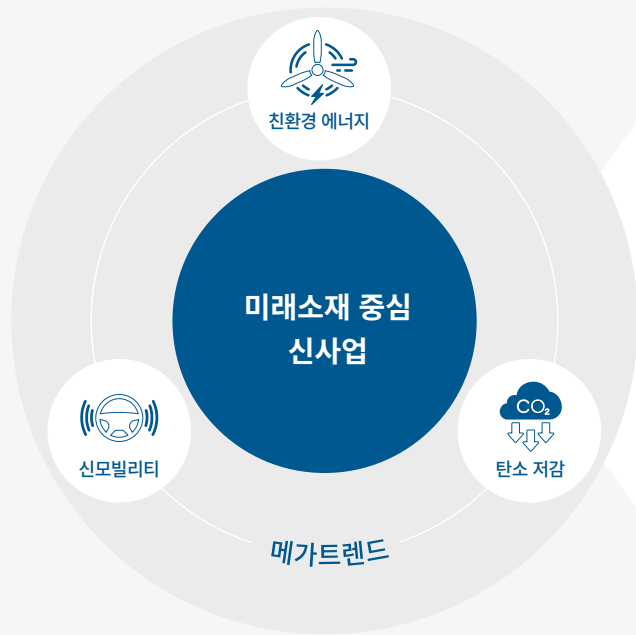 친환경 에너지
미래소재 중심
신사업
CO₂
신모빌리티
탄소 저감
메가트렌드